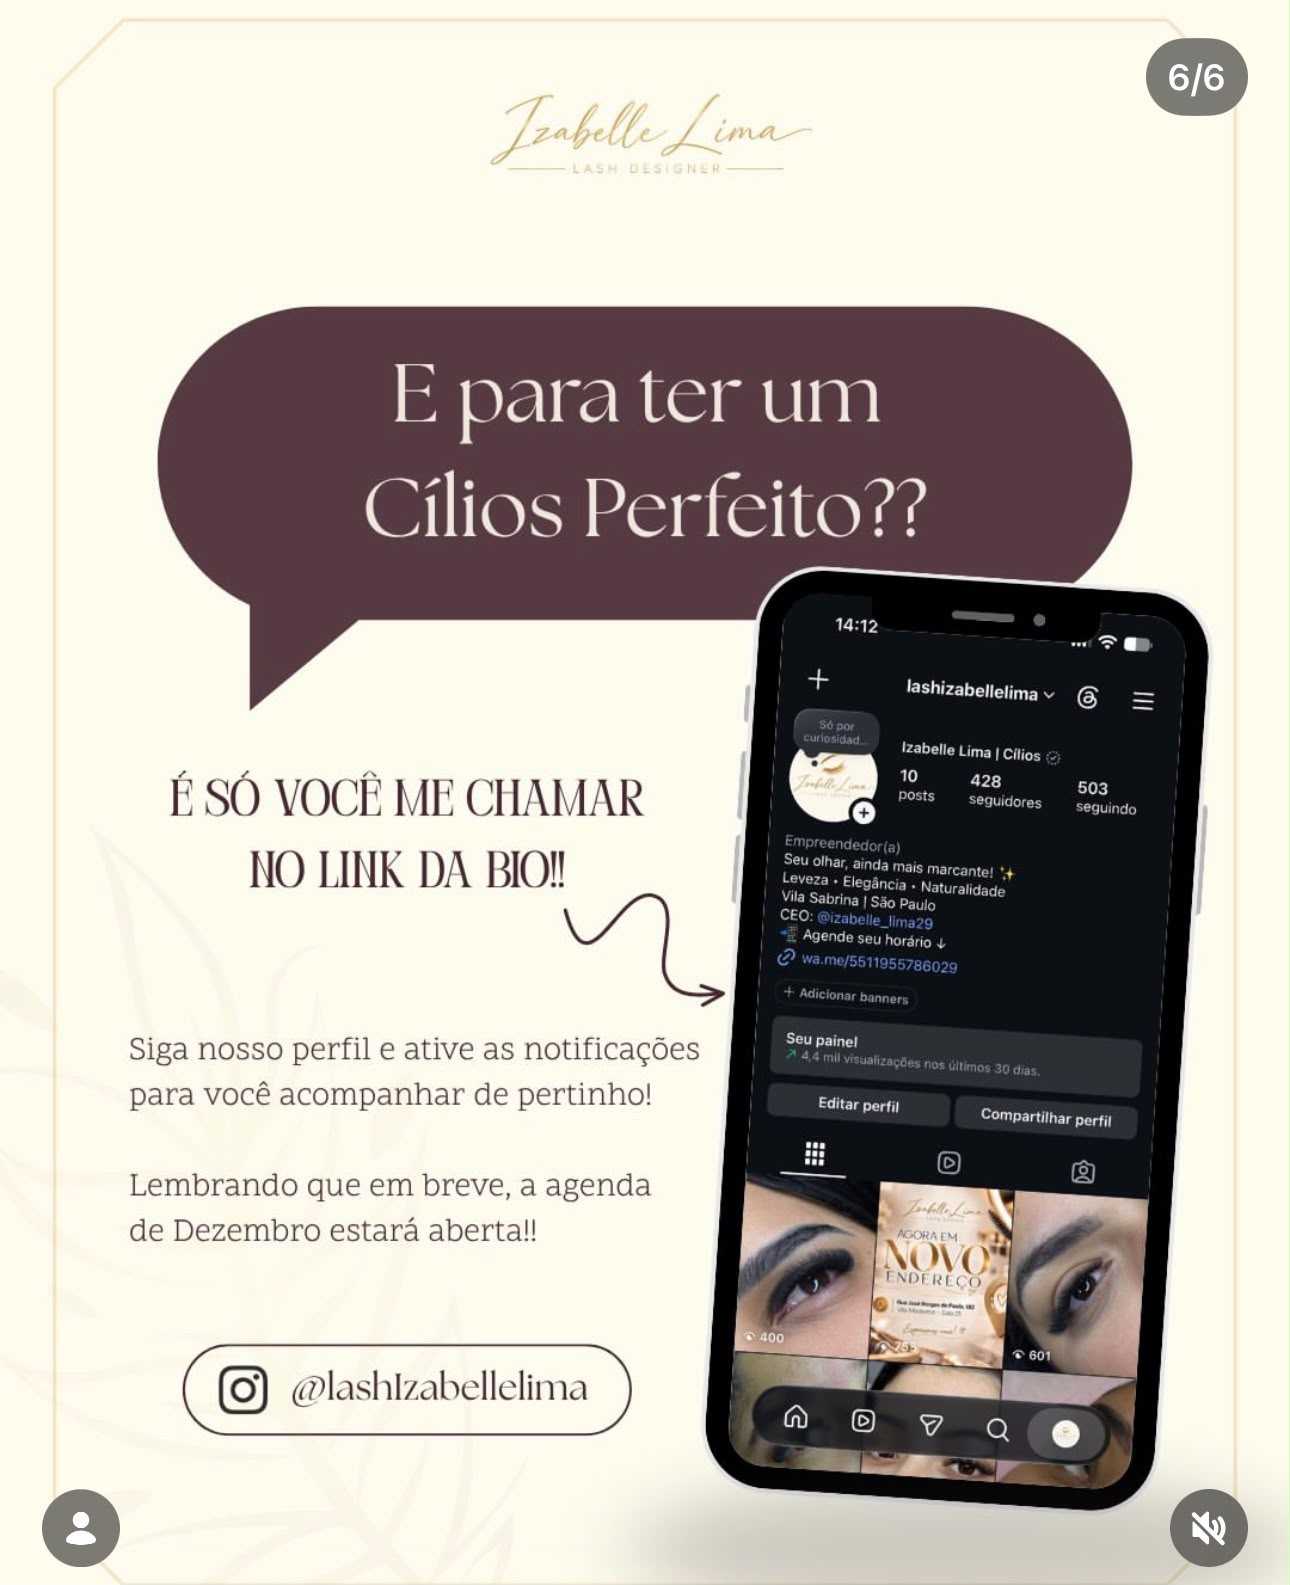 6/6
Izabelle Lima
LASH DESIGNER
E para ter um
Cílios Perfeito??
É SÓ VOCÊ ME CHAMAR
NO LINK DA BIO!!
Siga nosso perfil e ative as notificações
para você acompanhar de pertinho!
Lembrando que em breve, a agenda
de Dezembro estará aberta!!
@lashIzabellelima
14:12
lashizabellelima
Só por
curiosidad...
Izabelle Lima | Cílios
10 428 503
posts seguidores seguindo
Izabelle Lima
Empreendedor(a)
Seu olhar, ainda mais marcante! ✨
Leveza • Elegância • Naturalidade
Vila Sabrina | São Paulo
CEO: @izabelle_lima29
📲 Agende seu horário ↓
wa.me/5511955786029
+ Adicionar banners
Seu painel
4,4 mil visualizações nos últimos 30 dias.
Editar perfil Compartilhar perfil
Izabelle Lima
AGORA EM
NOVO
ENDEREÇO
400
755
601